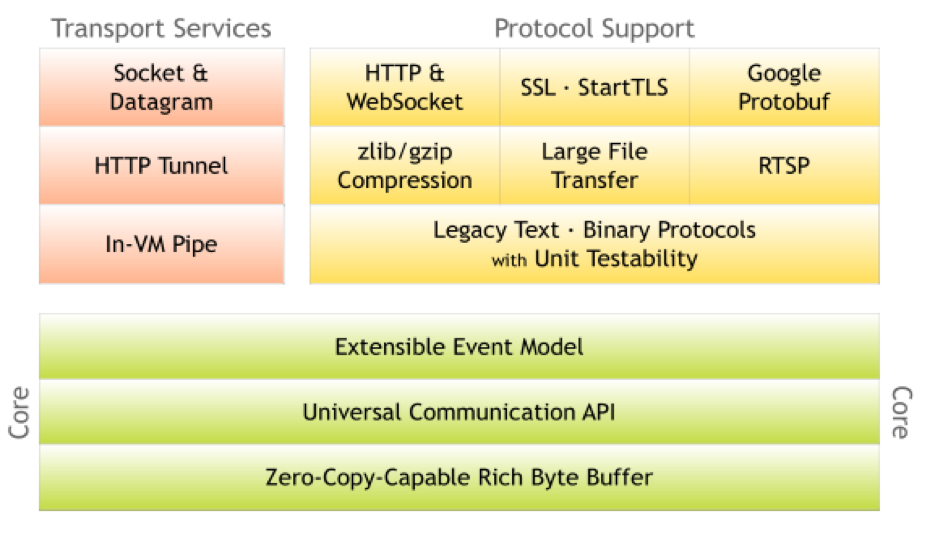 Transport Services
Socket &
Datagram
HTTP Tunnel
In-VM Pipe
Protocol Support
HTTP &
WebSocket
SSL · StartTLS
Google
Protobuf
zlib/gzip
Compression
Large File
Transfer
RTSP
Legacy Text · Binary Protocols
with Unit Testability
Core
Extensible Event Model
Universal Communication API
Zero-Copy-Capable Rich Byte Buffer
Core